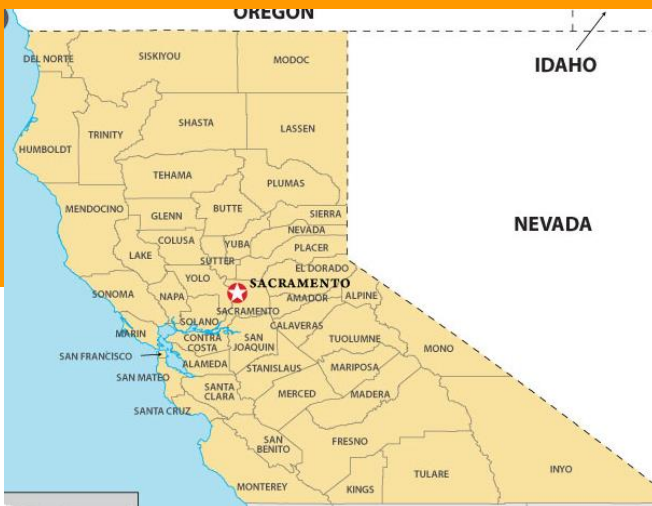 OREGON
IDAHO
DEL NORTE
SISKIYOU
MODOC
HUMBOLDT
TRINITY
SHASTA
LASSEN
TEHAMA
PLUMAS
MENDOCINO
GLENN
BUTTE
SIERRA
NEVADA
NEVADA
COLUSA
YUBA
PLACER
LAKE
SUTTER
EL DORADO
YOLO
SACRAMENTO
SONOMA
NAPA
AMADOR
ALPINE
SACRAMENTO
SOLANO
MARIN
CALAVERAS
CONTRA
COSTA
SAN
JOAQUIN
TUOLUMNE
MONO
SAN FRANCISCO
ALAMEDA
STANISLAUS
MARIPOSA
SAN MATEO
SANTA
CLARA
MERCED
MADERA
SANTA CRUZ
SAN
BENITO
FRESNO
INYO
TULARE
MONTEREY
KINGS